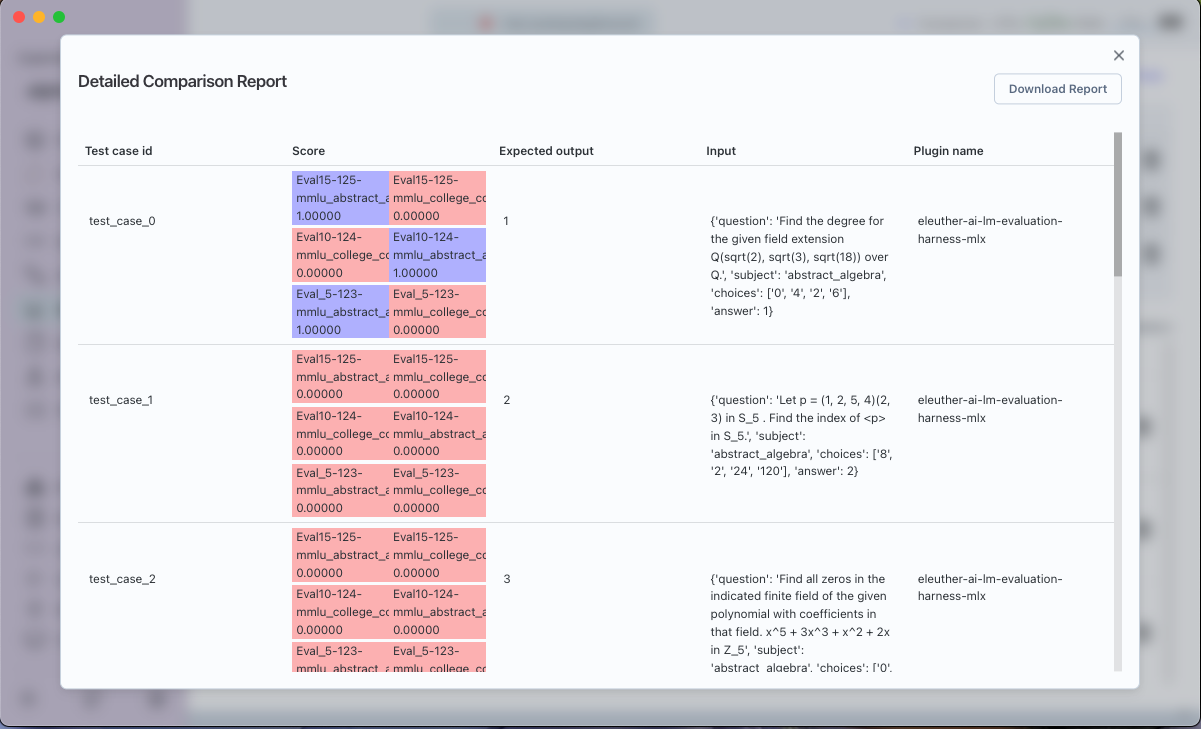 Detailed Comparison Report
Download Report
Test case id
Score
Expected output
Input
Plugin name
test_case_0
Eval15-125-
mmlu_abstract_a
1.00000
Eval15-125-
mmlu_college_co
0.00000
Eval10-124-
mmlu_college_co
0.00000
Eval10-124-
mmlu_abstract_a
1.00000
Eval_5-123-
mmlu_abstract_a
1.00000
Eval_5-123-
mmlu_college_co
0.00000
1
{'question': 'Find the degree for
the given field extension
Q(sqrt(2), sqrt(3), sqrt(18)) over
Q.', 'subject': 'abstract_algebra',
'choices': ['0', '4', '2', '6'],
'answer': 1}
eleuther-ai-lm-evaluation-
harness-mlx
test_case_1
Eval15-125-
mmlu_abstract_a
0.00000
Eval15-125-
mmlu_college_co
0.00000
Eval10-124-
mmlu_college_co
0.00000
Eval10-124-
mmlu_abstract_a
0.00000
Eval_5-123-
mmlu_abstract_a
0.00000
Eval_5-123-
mmlu_college_co
0.00000
2
{'question': 'Let p = (1, 2, 5, 4)(2,
3) in S_5 . Find the index of <p>
in S_5.', 'subject':
'abstract_algebra', 'choices': ['8',
'2', '24', '120'], 'answer': 2}
eleuther-ai-lm-evaluation-
harness-mlx
test_case_2
Eval15-125-
mmlu_abstract_a
0.00000
Eval15-125-
mmlu_college_co
0.00000
Eval10-124-
mmlu_college_co
0.00000
Eval10-124-
mmlu_abstract_a
0.00000
Eval_5-123-
mmlu_abstract_a
Eval_5-123-
mmlu_college_co
3
{'question': 'Find all zeros in the
indicated finite field of the given
polynomial with coefficients in
that field. x^5 + 3x^3 + x^2 + 2x
in Z_5', 'subject':
'abstract_algebra', 'choices': ['0',
eleuther-ai-lm-evaluation-
harness-mlx